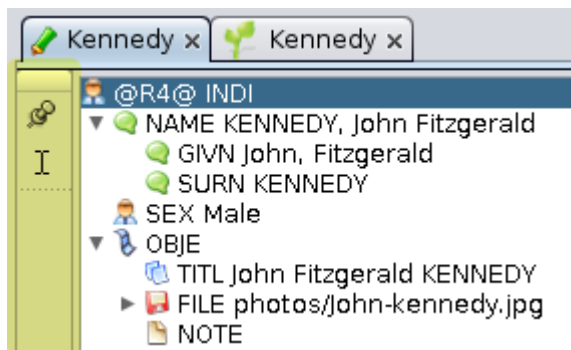 Kennedy x Kennedy x
@R4@ INDI
NAME KENNEDY, John Fitzgerald
GIVN John, Fitzgerald
SURN KENNEDY
SEX Male
OBJE
TITL John Fitzgerald KENNEDY
FILE photos/John-kennedy.jpg
NOTE